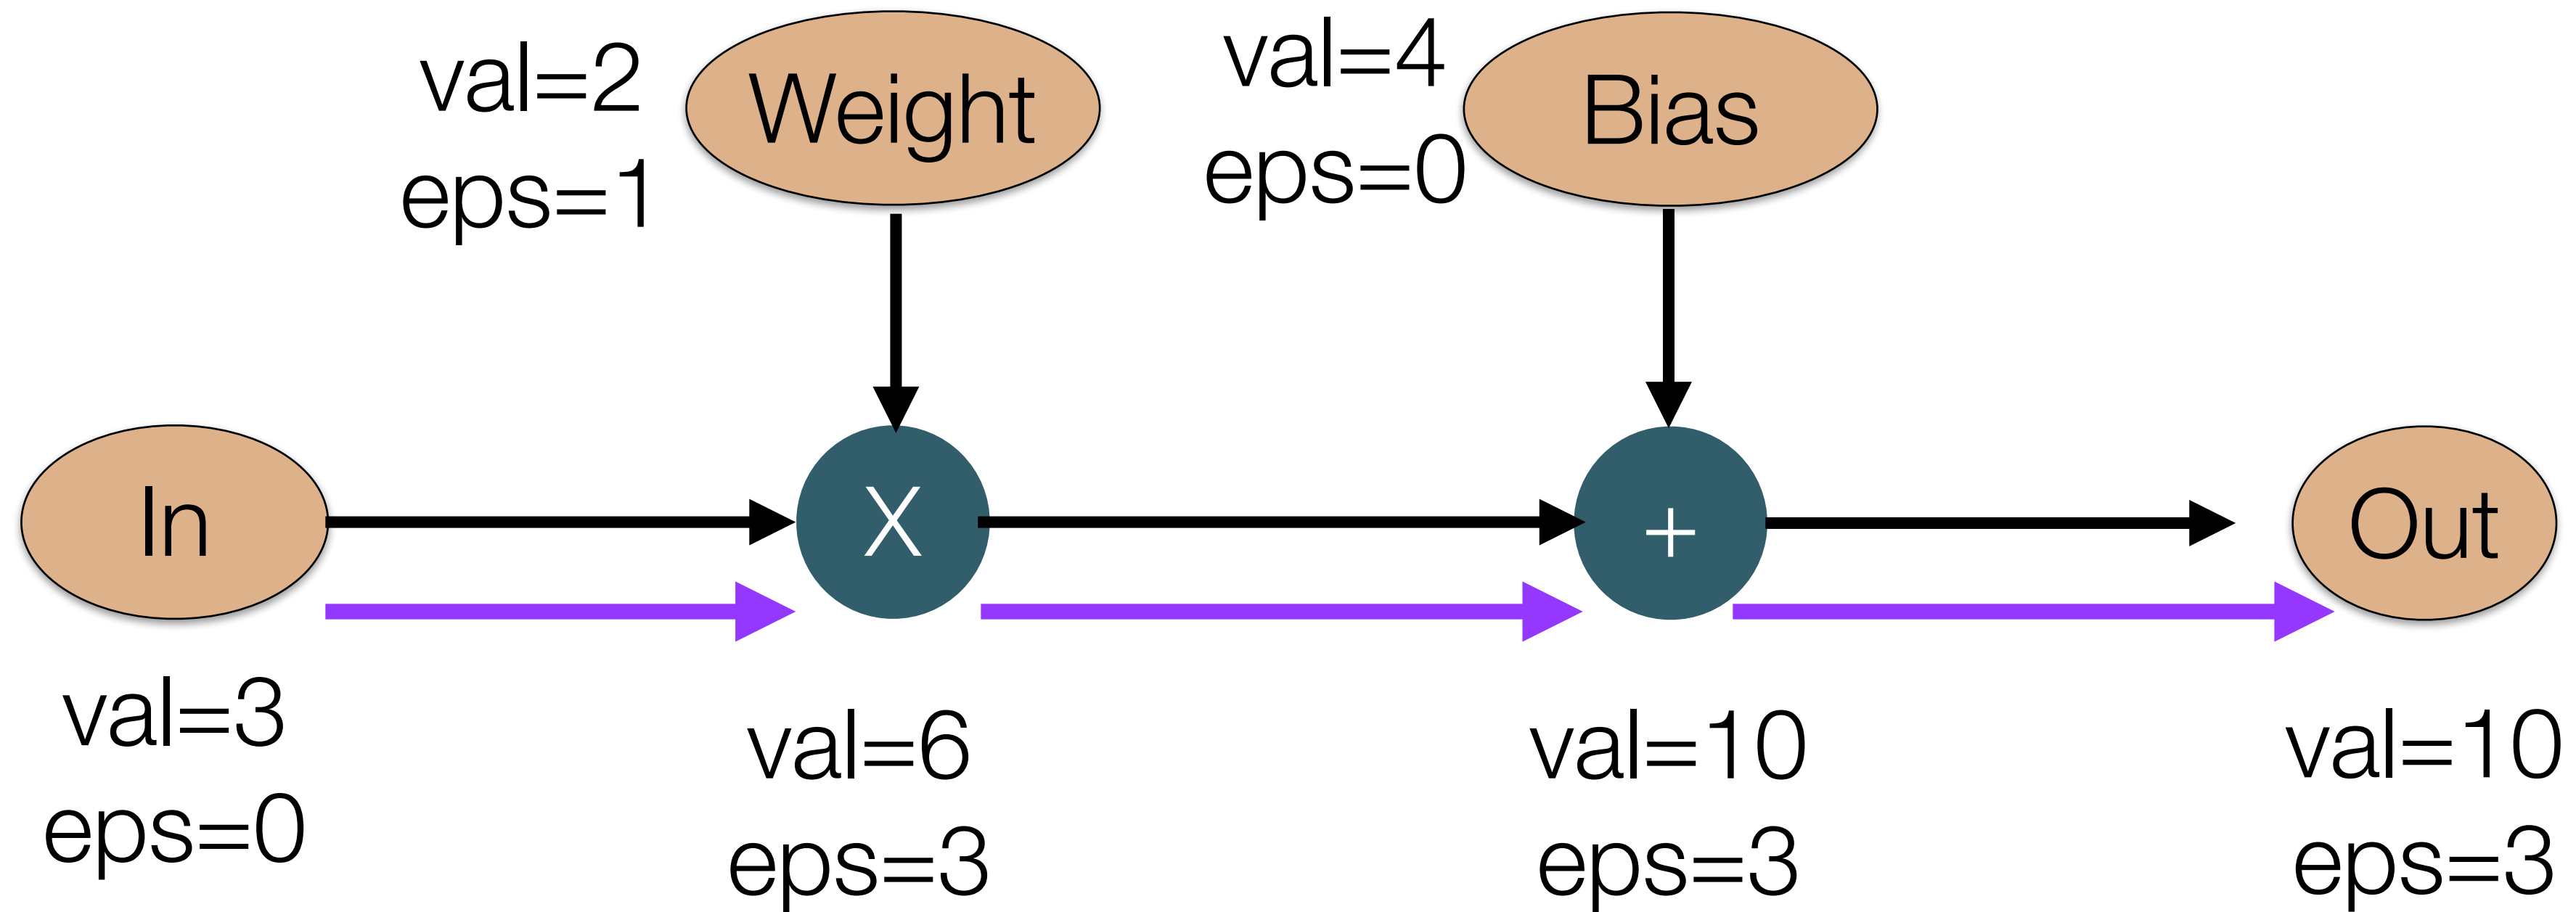 val=2
eps=1
Weight
val=4
eps=0
Bias
In
X
+
Out
val=3
eps=0
val=6
eps=3
val=10
eps=3
val=10
eps=3